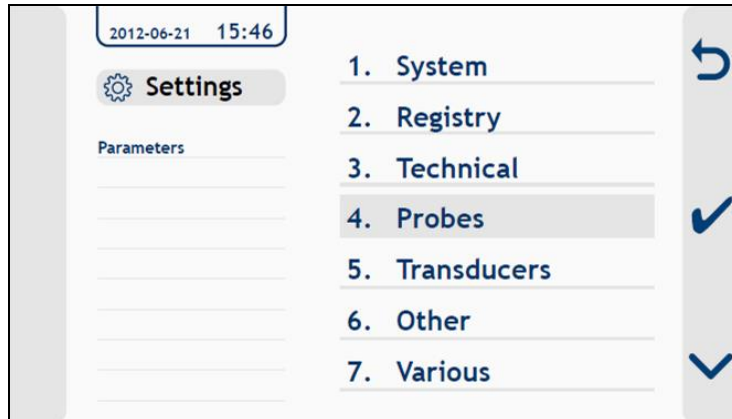 2012-06-21 15:46
Settings
Parameters
1. System
2. Registry
3. Technical
4. Probes
5. Transducers
6. Other
7. Various